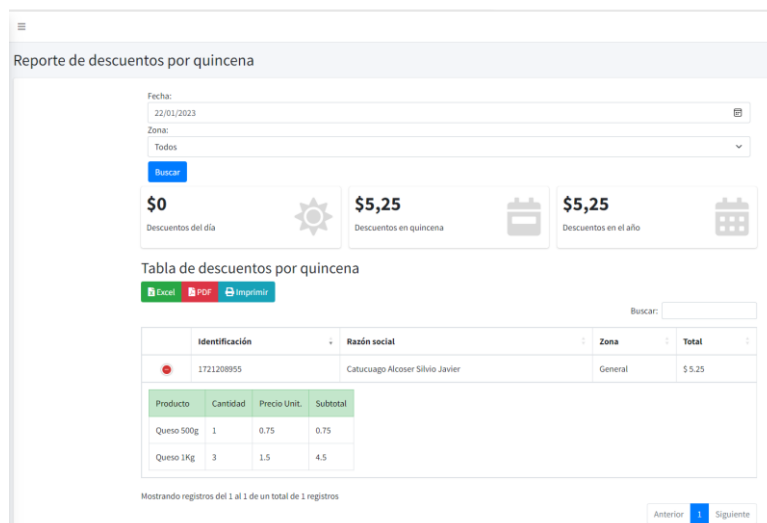 Reporte de descuentos por quincena
Fecha:
22/01/2023
Zona:
Todos
Buscar
$0
Descuentos del día
$5,25
Descuentos en quincena
$5,25
Descuentos en el año
Tabla de descuentos por quincena
Excel PDF Imprimir
Buscar:
Identificación Razón social Zona Total
1721208955 Catucuago Alcoser Silvio Javier General $ 5.25
Producto Cantidad Precio Unit. Subtotal
Queso 500g 1 0.75 0.75
Queso 1Kg 3 1.5 4.5
Mostrando registros del 1 al 1 de un total de 1 registros
Anterior 1 Siguiente